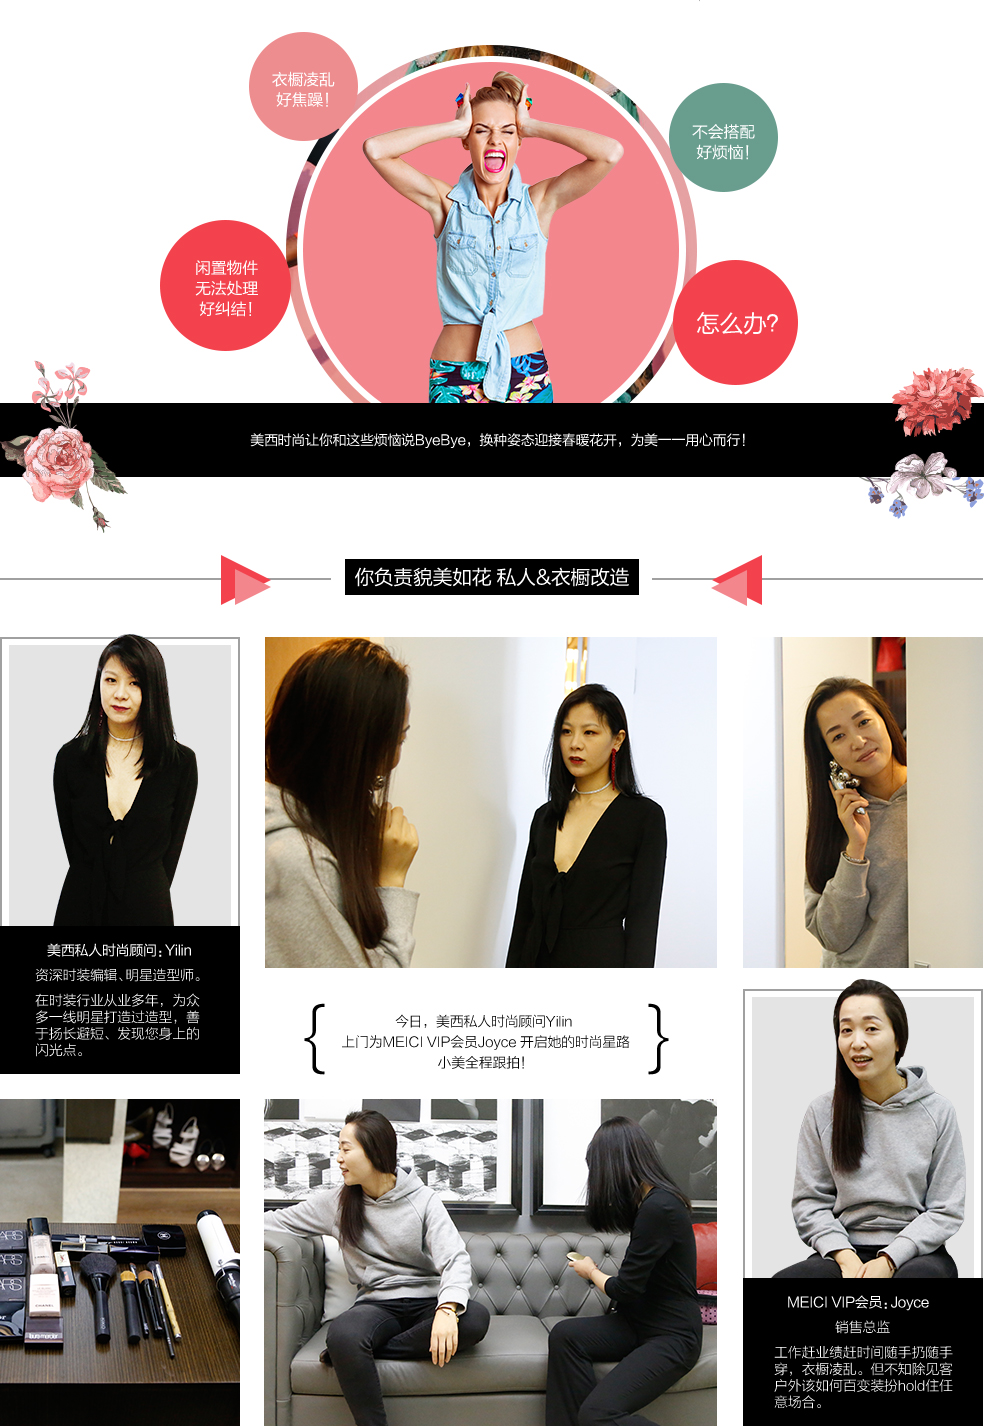 衣橱凌乱
好焦躁！
不会搭配
好烦恼！
闲置物件
无法处理
好纠结！
怎么办？
美西时尚让你和这些烦恼说ByeBye，换种姿态迎接春暖花开，为美一一用心而行！
你负责貌美如花 私人&衣橱改造
美西私人时尚顾问：Yilin
资深时装编辑、明星造型师。
在时装行业从业多年，为众
多一线明星打造过造型，善
于扬长避短、发现您身上的
闪光点。
今日，美西私人时尚顾问Yilin
上门为MEICI VIP会员Joyce 开启她的时尚星路
小美全程跟拍！
MEICI VIP会员：Joyce
销售总监
工作赶业绩赶时间随手扔随手
穿，衣橱凌乱。但不知除见客
户外该如何百变装扮hold住任
意场合。
ARS
ARS
ARS
CHANEL
laura mercier